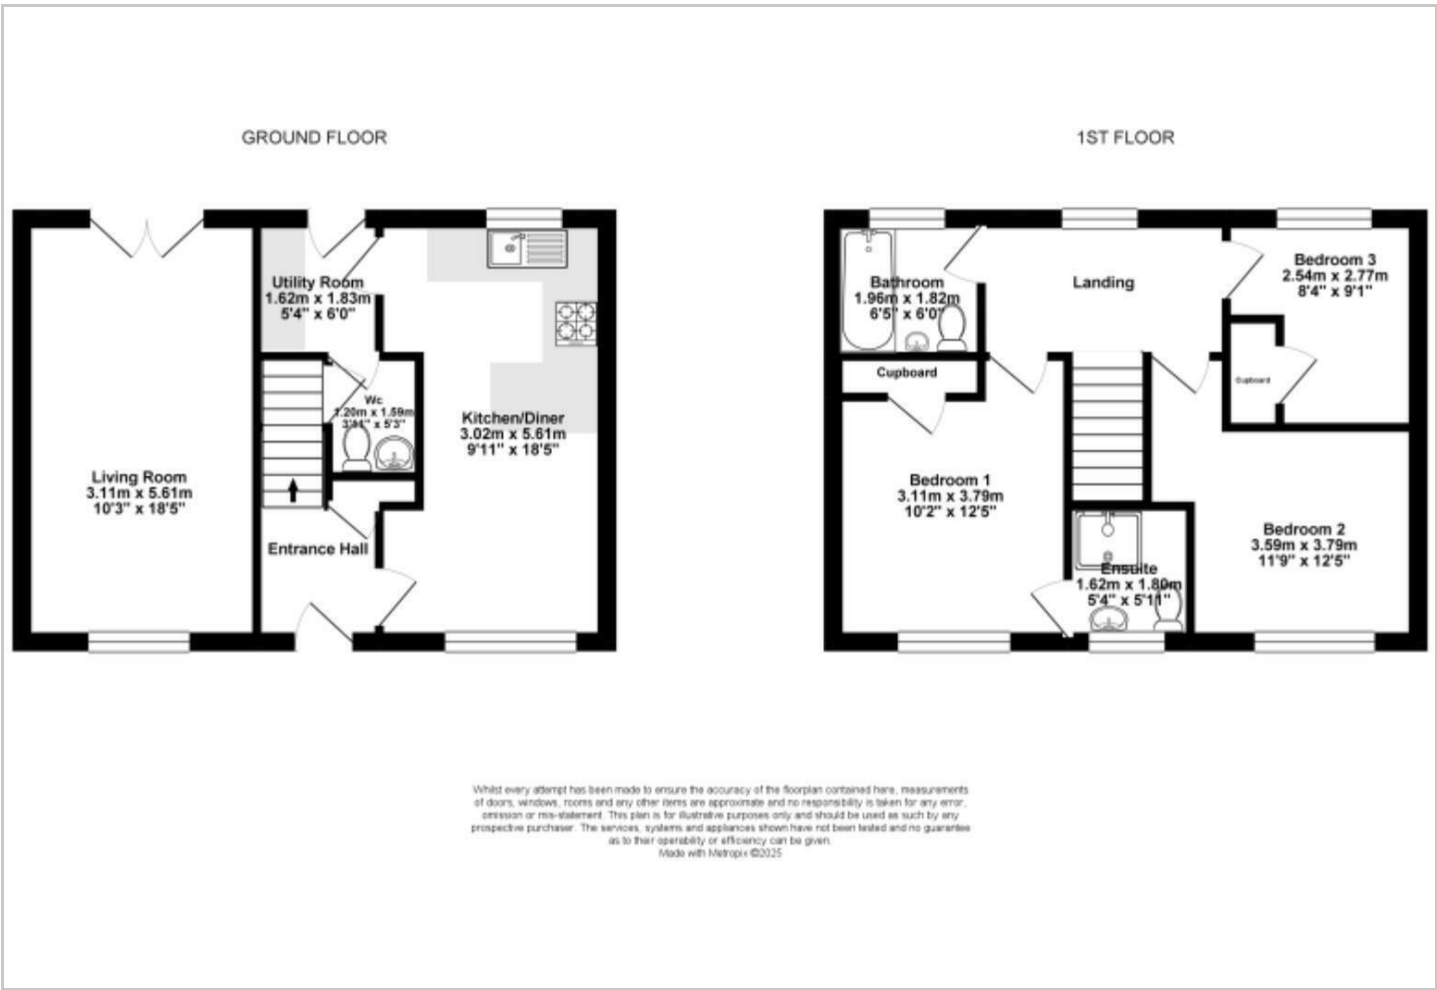 GROUND FLOOR
Utility Room
1.62m x 1.83m
5'4" x 6'0"
Wc
1.20m x 1.59m
3'11" x 5'3"
Kitchen/Diner
3.02m x 5.61m
9'11" x 18'5"
Living Room
3.11m x 5.61m
10'3" x 18'5"
Entrance Hall
1ST FLOOR
Bathroom
1.96m x 1.82m
6'5" x 6'0"
Landing
Bedroom 3
2.54m x 2.77m
8'4" x 9'1"
Cupboard
Cupboard
Bedroom 1
3.11m x 3.79m
10'2" x 12'5"
Bedroom 2
3.59m x 3.79m
11'9" x 12'5"
Ensuite
1.62m x 1.80m
5'4" x 5'11"
Whilst every attempt has been made to ensure the accuracy of the floorplan contained here, measurements
of doors, windows, rooms and any other items are approximate and no responsibility is taken for any error,
omission or mis-statement. This plan is for illustrative purposes only and should be used as such by any
prospective purchaser. The services, systems and appliances shown have not been tested and no guarantee
as to their operability or efficiency can be given.
Made with Metropix ©2025